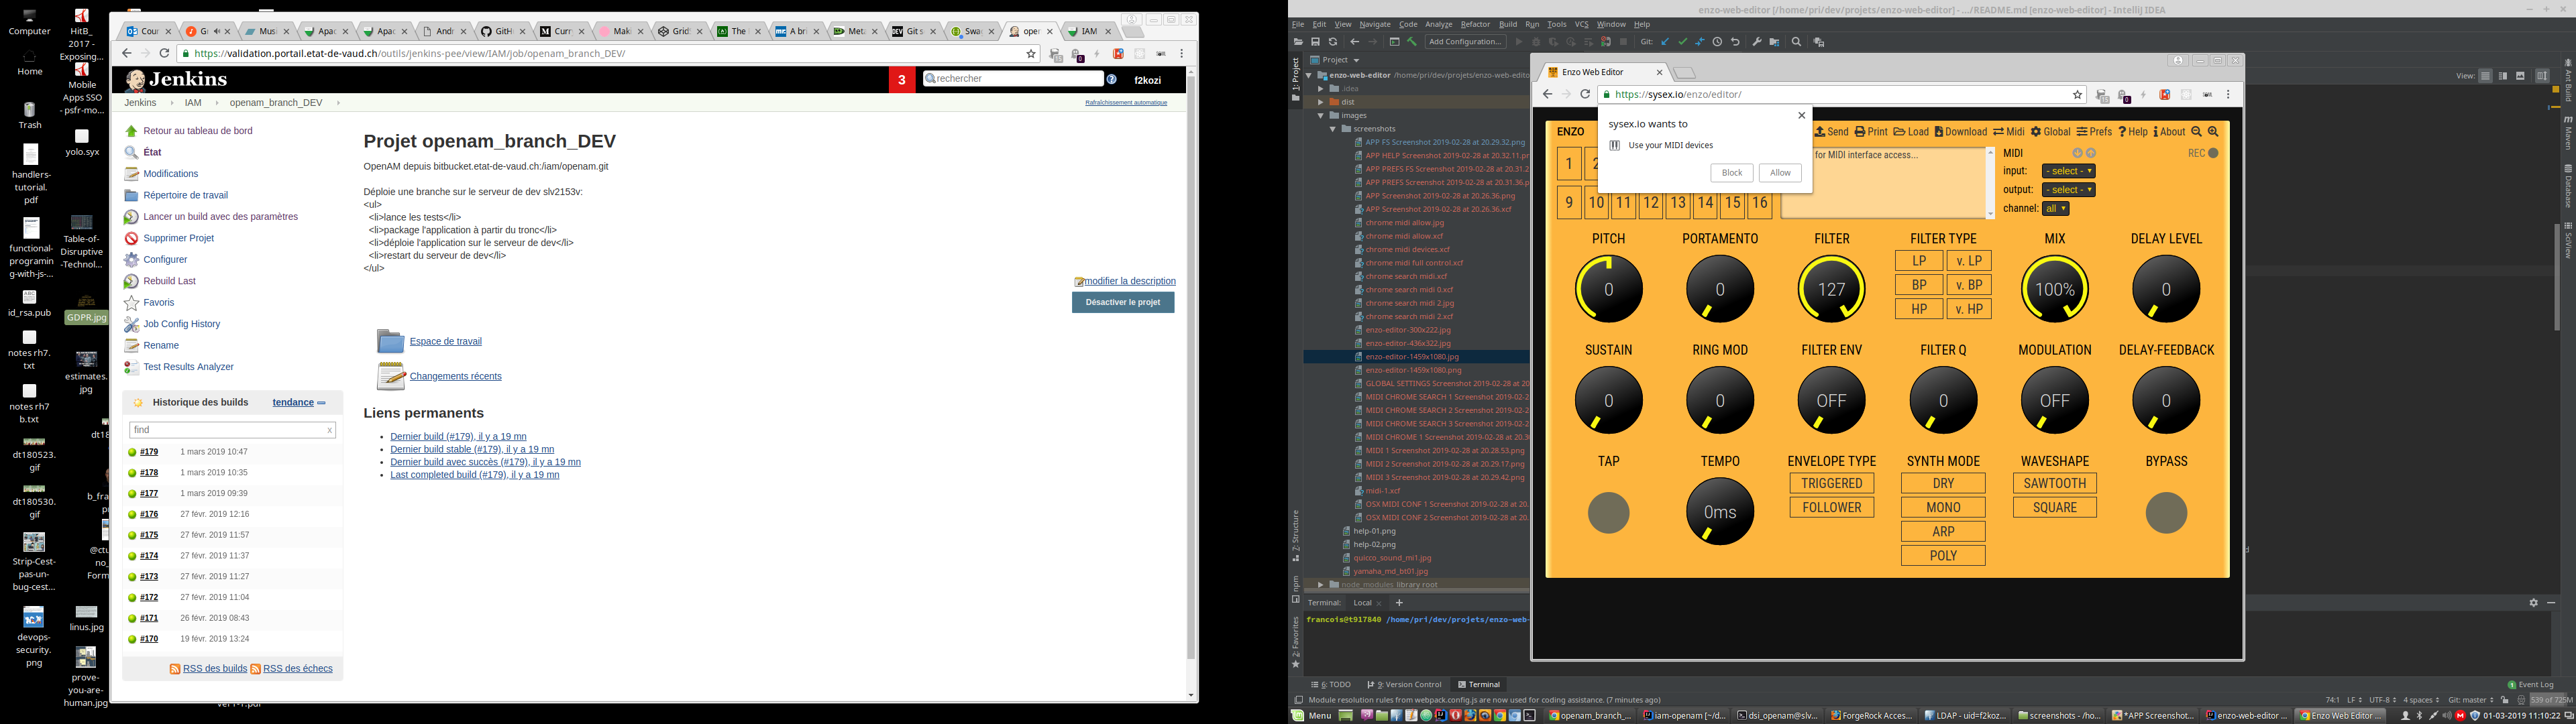 Computer
HitB_
2017 -
Exposing...
Home
Mobile
Apps SSO
- psfr-mo...
Trash
yolo.syx
handlers-
tutorial.
pdf
functional-
programin
g-with-js-...
Table-of-
Disruptive
-Technol...
id_rsa.pub
GDPR.jpg
notes rh7.
txt
estimates.
jpg
notes rh7
b.txt
dt180523.
gif
dt180530.
gif
Strip-Cest-
pas-un-
bug-cest...
linus.jpg
devops-
security.
png
prove-
you-are-
human.jpg
https://validation.portail.etat-de-vaud.ch/outils/jenkins-pee/view/IAM/job/openam_branch_DEV/
Jenkins
3
rechercher
f2kozi
Jenkins
IAM
openam_branch_DEV
Rafraîchissement automatique
Retour au tableau de bord
État
Modifications
Répertoire de travail
Lancer un build avec des paramètres
Supprimer Projet
Configurer
Rebuild Last
Favoris
Job Config History
Rename
Test Results Analyzer
Historique des builds
tendance
find x
#179 1 mars 2019 10:47
#178 1 mars 2019 10:35
#177 1 mars 2019 09:39
#176 27 févr. 2019 12:16
#175 27 févr. 2019 11:57
#174 27 févr. 2019 11:37
#173 27 févr. 2019 11:27
#172 27 févr. 2019 11:04
#171 26 févr. 2019 08:43
#170 19 févr. 2019 13:24
RSS des builds RSS des échecs
Projet openam_branch_DEV
OpenAM depuis bitbucket.etat-de-vaud.ch:/iam/openam.git
Déploie une branche sur le serveur de dev slv2153v:
<ul>
<li>lance les tests</li>
<li>package l'application à partir du tronc</li>
<li>déploie l'application sur le serveur de dev</li>
<li>restart du serveur de dev</li>
</ul>
modifier la description
Désactiver le projet
Espace de travail
Changements récents
Liens permanents
Dernier build (#179), il y a 19 mn
Dernier build stable (#179), il y a 19 mn
Dernier build avec succès (#179), il y a 19 mn
Last completed build (#179), il y a 19 mn
enzo-web-editor [/home/pri/dev/projets/enzo-web-editor] - .../README.md [enzo-web-editor] - IntelliJ IDEA
File Edit View Navigate Code Analyze Refactor Build Run Tools VCS Window Help
Add Configuration...
Git:
Project
enzo-web-editor /home/pri/dev/projets/enzo-web-edito
.idea
dist
images
screenshots
APP FS Screenshot 2019-02-28 at 20.29.32.png
APP HELP Screenshot 2019-02-28 at 20.32.11.pn
APP PREFS FS Screenshot 2019-02-28 at 20.31.2
APP PREFS Screenshot 2019-02-28 at 20.31.36.p
APP Screenshot 2019-02-28 at 20.26.36.png
APP Screenshot 2019-02-28 at 20.26.36.xcf
chrome midi allow.jpg
chrome midi allow.xcf
chrome midi devices.xcf
chrome midi full control.xcf
chrome search midi.xcf
chrome search midi 0.xcf
chrome search midi 2.jpg
chrome search midi 2.xcf
enzo-editor-300x222.jpg
enzo-editor-436x322.jpg
enzo-editor-1459x1080.jpg
enzo-editor-1459x1080.png
GLOBAL SETTINGS Screenshot 2019-02-28 at 20
MIDI CHROME SEARCH 1 Screenshot 2019-02-2
MIDI CHROME SEARCH 2 Screenshot 2019-02-2
MIDI CHROME SEARCH 3 Screenshot 2019-02-2
MIDI CHROME 1 Screenshot 2019-02-28 at 20.3
MIDI 1 Screenshot 2019-02-28 at 20.28.53.png
MIDI 2 Screenshot 2019-02-28 at 20.29.17.png
MIDI 3 Screenshot 2019-02-28 at 20.29.42.png
midi-1.xcf
OSX MIDI CONF 1 Screenshot 2019-02-28 at 20.
OSX MIDI CONF 2 Screenshot 2019-02-28 at 20.
help-01.png
help-02.png
quicco_sound_mi1.jpg
yamaha_md_bt01.jpg
node_modules library root
Terminal: Local
francois@t917840 /home/pri/dev/projets/enzo-web-
6: TODO 9: Version Control Terminal
Event Log
Module resolution rules from webpack.config.js are now used for coding assistance. (7 minutes ago)
74:1 LF UTF-8 4 spaces Git: master 539 of 725M
View:
Ant Build
Maven
Database
SciView
1: Project
Z: Structure
npm
2: Favorites
Enzo Web Editor
https://sysex.io/enzo/editor/
sysex.io wants to
Use your MIDI devices
Block Allow
ENZO
Send Print Load Download Midi Global Prefs Help About
1 2
9 10 11 12 13 14 15 16
for MIDI interface access...
MIDI REC
input: - select -
output: - select -
channel: all
PITCH PORTAMENTO FILTER FILTER TYPE MIX DELAY LEVEL
0 0 127 100% 0
LP v. LP
BP v. BP
HP v. HP
SUSTAIN RING MOD FILTER ENV FILTER Q MODULATION DELAY-FEEDBACK
0 0 OFF 0 OFF 0
TAP TEMPO ENVELOPE TYPE SYNTH MODE WAVESHAPE BYPASS
0ms
TRIGGERED
FOLLOWER
DRY
MONO
ARP
POLY
SAWTOOTH
SQUARE
Menu openam_branch_... iam-openam [~/d... dsi_openam@slv... ForgeRock Acces... LDAP - uid=f2koz... screenshots - /ho... *APP Screenshot... enzo-web-editor ... Enzo Web Editor ... 01-03-2019 11:10:22